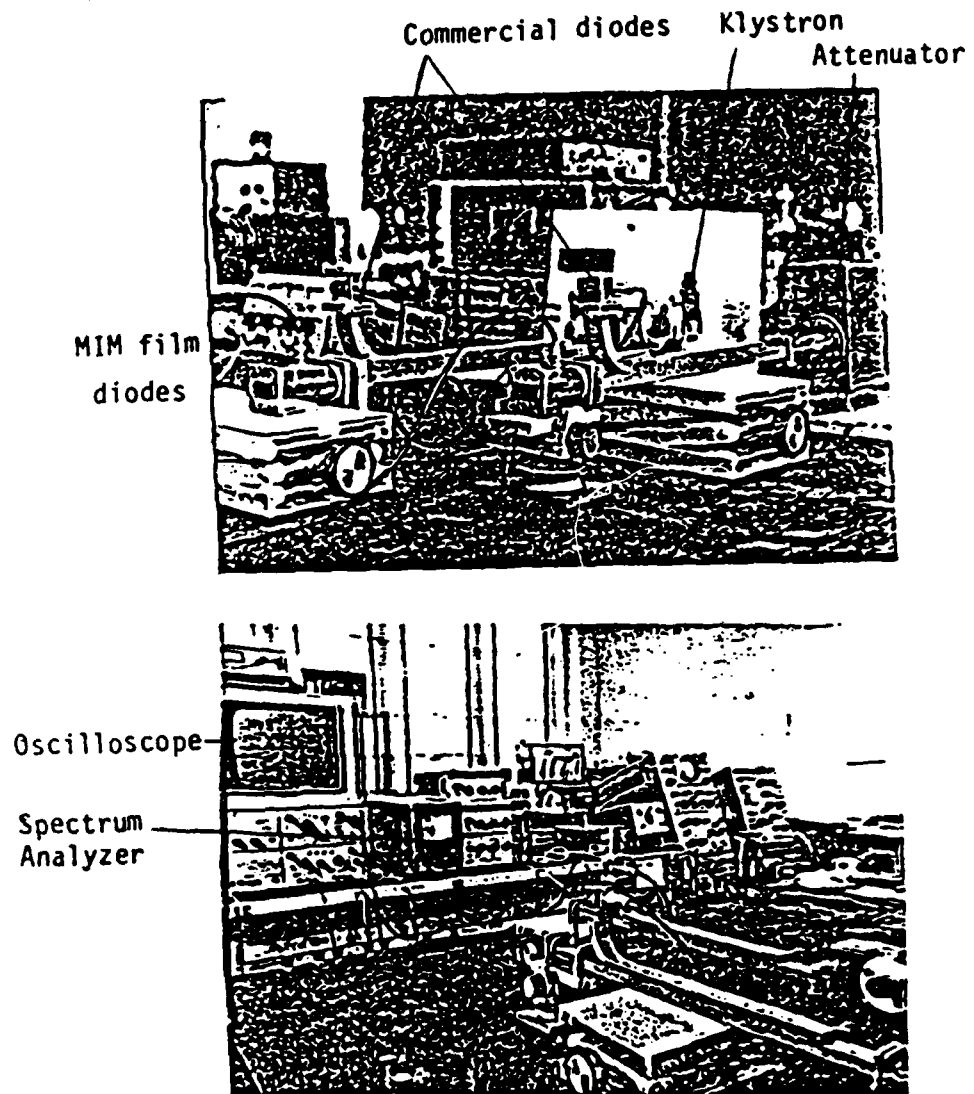 Commercial diodes
Klystron
Attenuator
MIM film
diodes
Oscilloscope
Spectrum
Analyzer